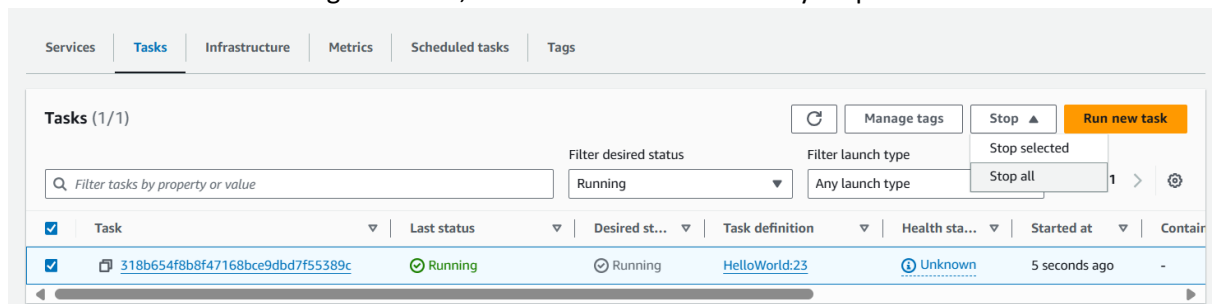 Services Tasks Infrastructure Metrics Scheduled tasks Tags
Tasks (1/1) Manage tags Stop ▲ Run new task
Stop selected
Filter desired status Filter launch type
Filter tasks by property or value Running Any launch type Stop all 1
Task Last status Desired st... Task definition Health sta... Started at Contain
318b654f8b8f47168bce9dbd7f55389c Running Running HelloWorld:23 Unknown 5 seconds ago -